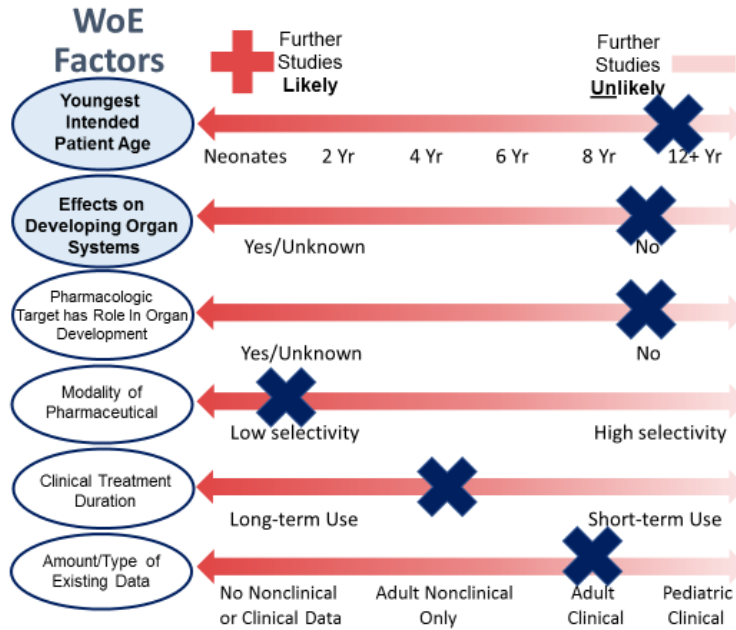 WoE
Factors
Further
Studies
Likely
Further
Studies
Unlikely
Youngest
Intended
Patient Age
Neonates 2 Yr 4 Yr 6 Yr 8 Yr 12+ Yr
Effects on
Developing Organ
Systems
Yes/Unknown No
Pharmacologic
Target has Role In Organ
Development
Yes/Unknown No
Modality of
Pharmaceutical
Low selectivity High selectivity
Clinical Treatment
Duration
Long-term Use Short-term Use
Amount/Type of
Existing Data
No Nonclinical
or Clinical Data
Adult Nonclinical
Only
Adult
Clinical
Pediatric
Clinical